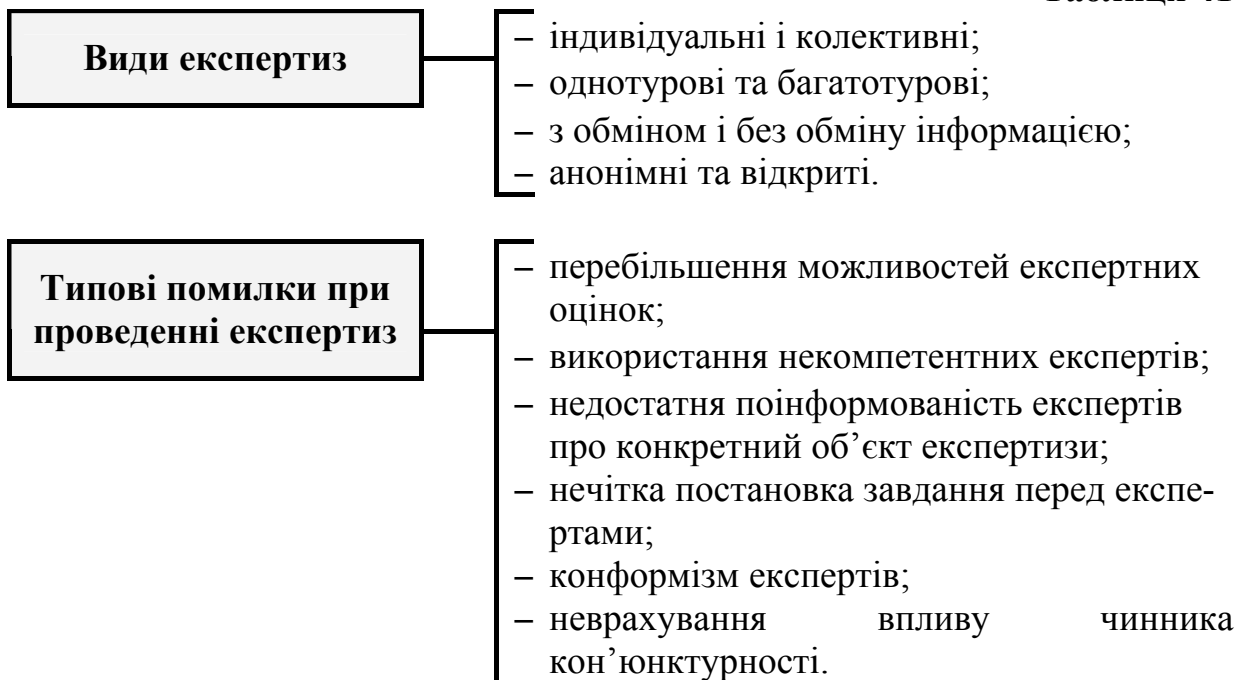 Види експертиз
– індивідуальні і колективні;
– однотурові та багатотурові;
– з обміном і без обміну інформацією;
– анонімні та відкриті.
Типові помилки при
проведенні експертиз
– перебільшення можливостей експертних
оцінок;
– використання некомпетентних експертів;
– недостатня поінформованість експертів
про конкретний об’єкт експертизи;
– нечітка постановка завдання перед експе-
ртами;
– конформізм експертів;
– неврахування впливу чинника
кон’юнктурності.